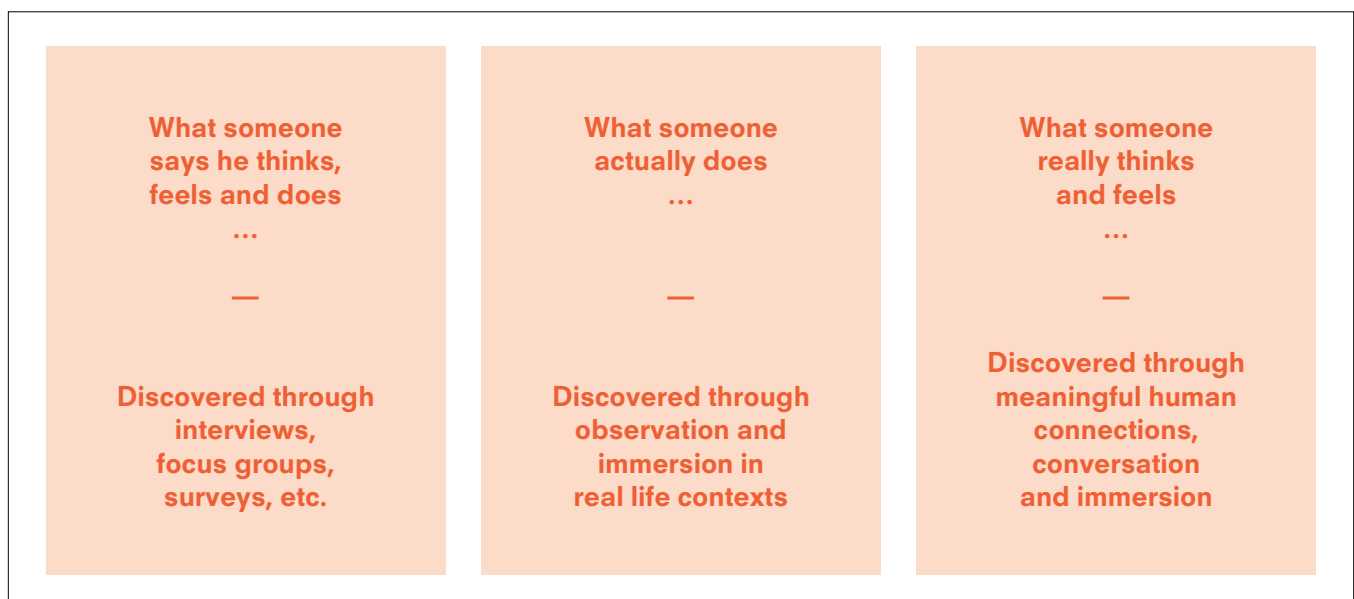 What someone
says he thinks,
feels and does
...
—
Discovered through
interviews,
focus groups,
surveys, etc.
What someone
actually does
...
—
Discovered through
observation and
immersion in
real life contexts
What someone
really thinks
and feels
...
—
Discovered through
meaningful human
connections,
conversation
and immersion